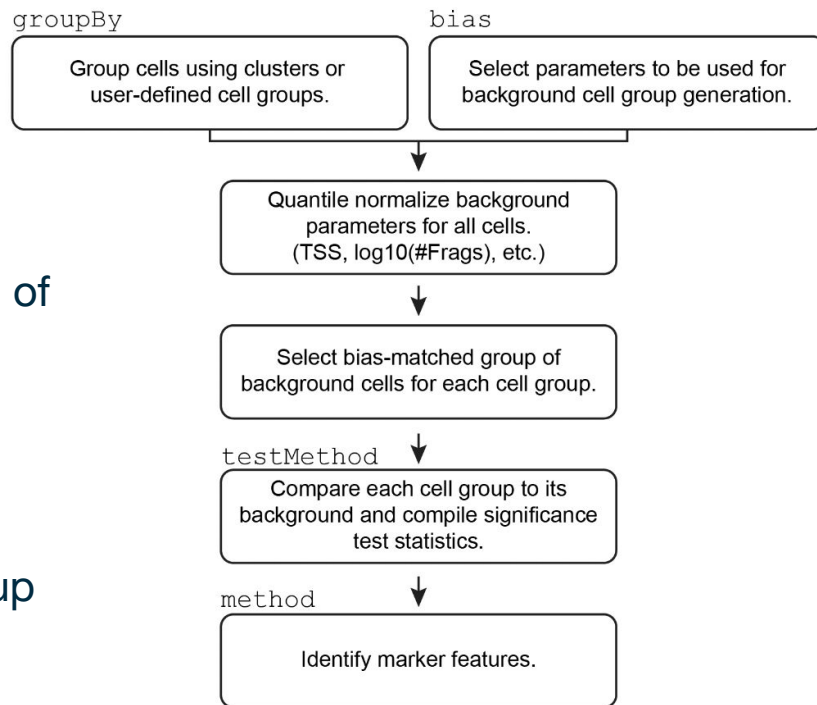 groupBy
Group cells using clusters or
user-defined cell groups.
bias
Select parameters to be used for
background cell group generation.
Quantile normalize background
parameters for all cells.
(TSS, log10(#Frags), etc.)
of
Select bias-matched group of
background cells for each cell group.
testMethod
Compare each cell group to its
background and compile significance
test statistics.
up
method
Identify marker features.